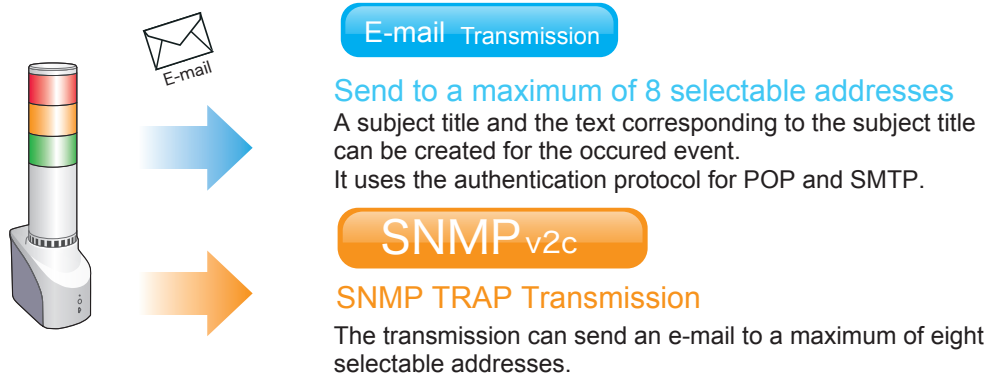 E-mail
E-mail Transmission
Send to a maximum of 8 selectable addresses
A subject title and the text corresponding to the subject title
can be created for the occured event.
It uses the authentication protocol for POP and SMTP.
SNMP v2c
SNMP TRAP Transmission
The transmission can send an e-mail to a maximum of eight
selectable addresses.